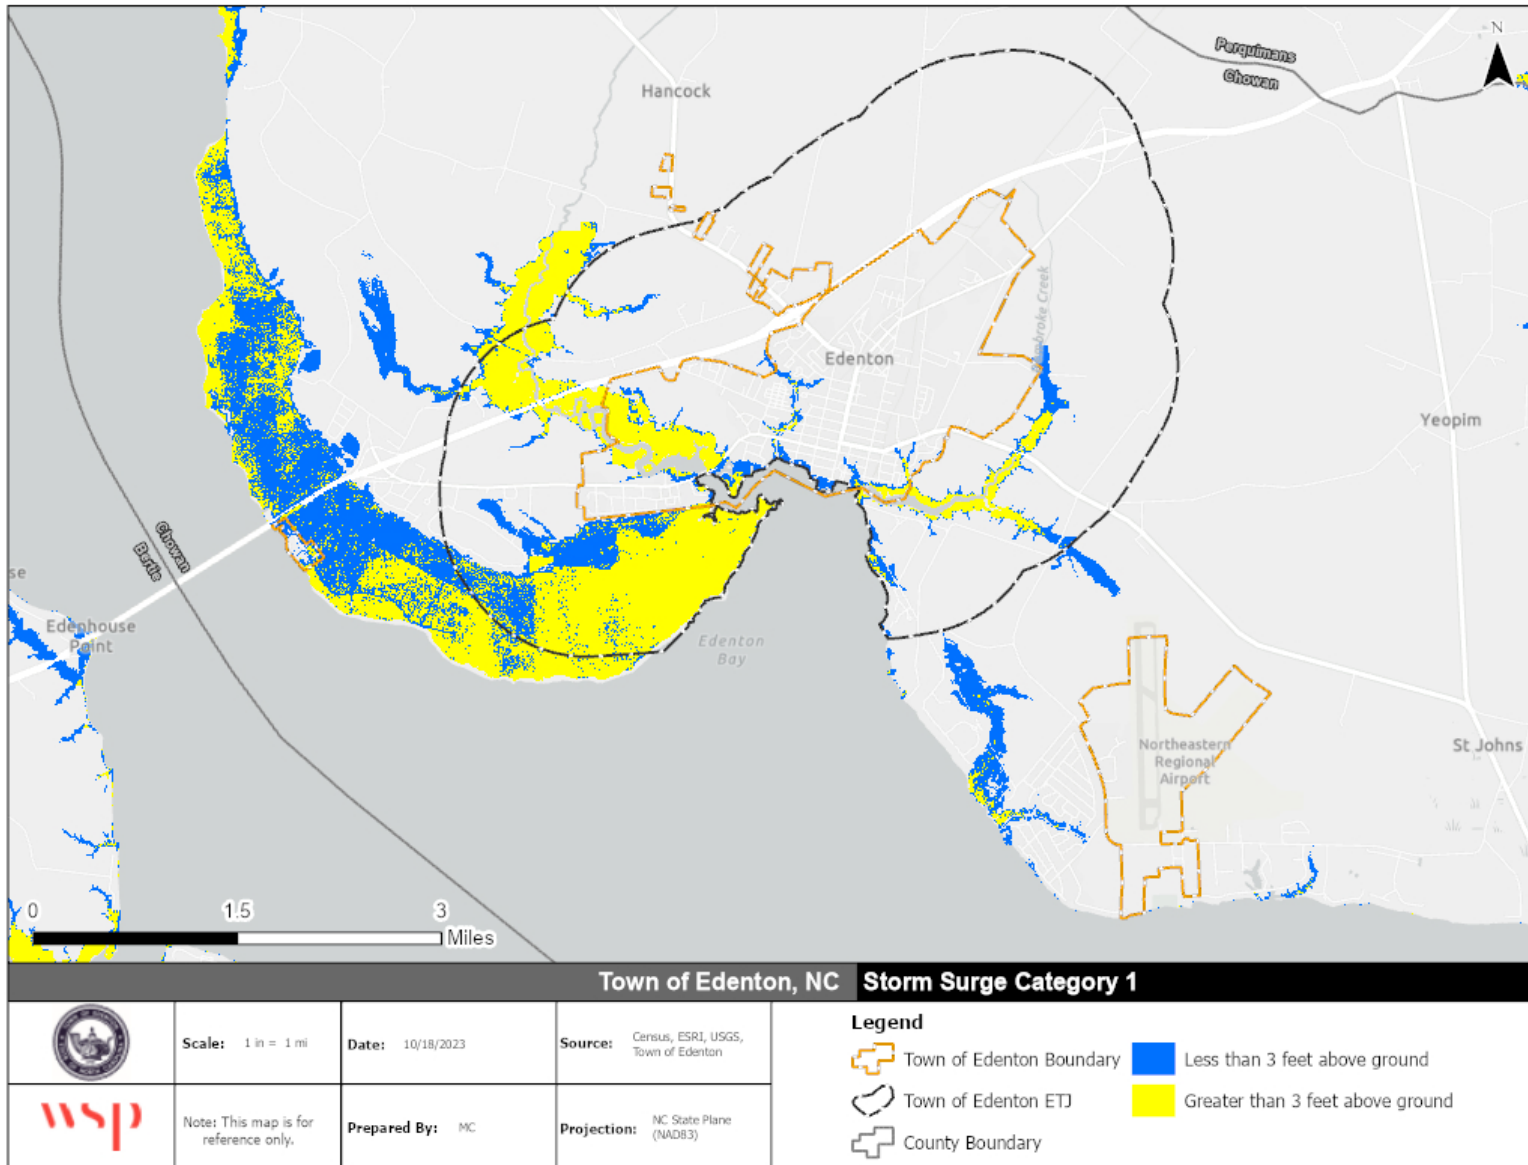 N
Perquimans
Chowan
Hancock
Pembroke Creek
Edenton
Yeopim
Chowan
Bertie
se
Edenhouse
Point
Edenton
Bay
Northeastern
Regional
Airport
St Johns
0 1.5 3
Miles
Town of Edenton, NC Storm Surge Category 1
Scale: 1 in = 1 mi
Date: 10/18/2023
Source: Census, ESRI, USGS,
Town of Edenton
wsp
Note: This map is for
reference only.
Prepared By: MC
Projection: NC State Plane
(NAD83)
Legend
Town of Edenton Boundary
Less than 3 feet above ground
Town of Edenton ETJ
Greater than 3 feet above ground
County Boundary